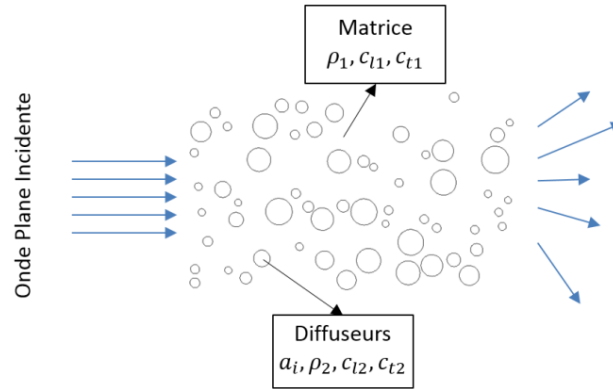 Matrice
ρ₁, cₗ₁, cₜ₁
Onde Plane Incidente
Diffuseurs
aᵢ, ρ₂, cₗ₂, cₜ₂